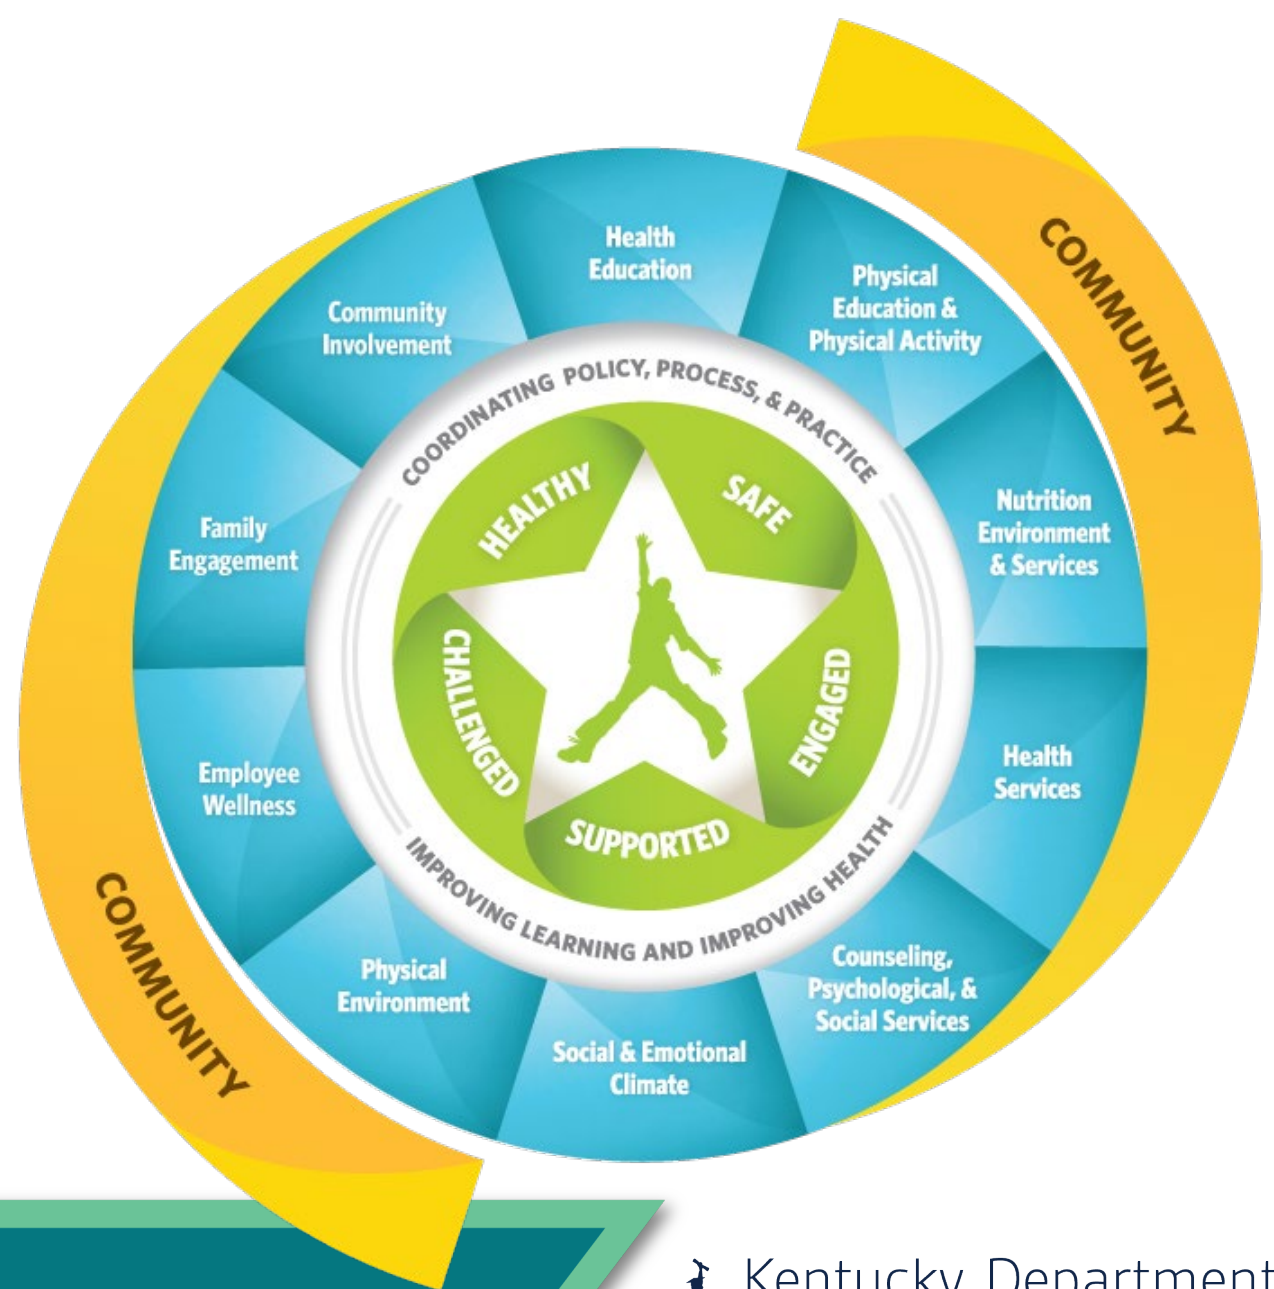 COMMUNITY
Health
Education
Physical
Education &
Physical Activity
Nutrition
Environment
& Services
Health
Services
Counseling,
Psychological, &
Social Services
Social & Emotional
Climate
Physical
Environment
Employee
Wellness
Family
Engagement
Community
Involvement
COORDINATING POLICY, PROCESS, & PRACTICE
IMPROVING LEARNING AND IMPROVING HEALTH
HEALTHY
SAFE
ENGAGED
SUPPORTED
CHALLENGED
COMMUNITY
Kentucky Department